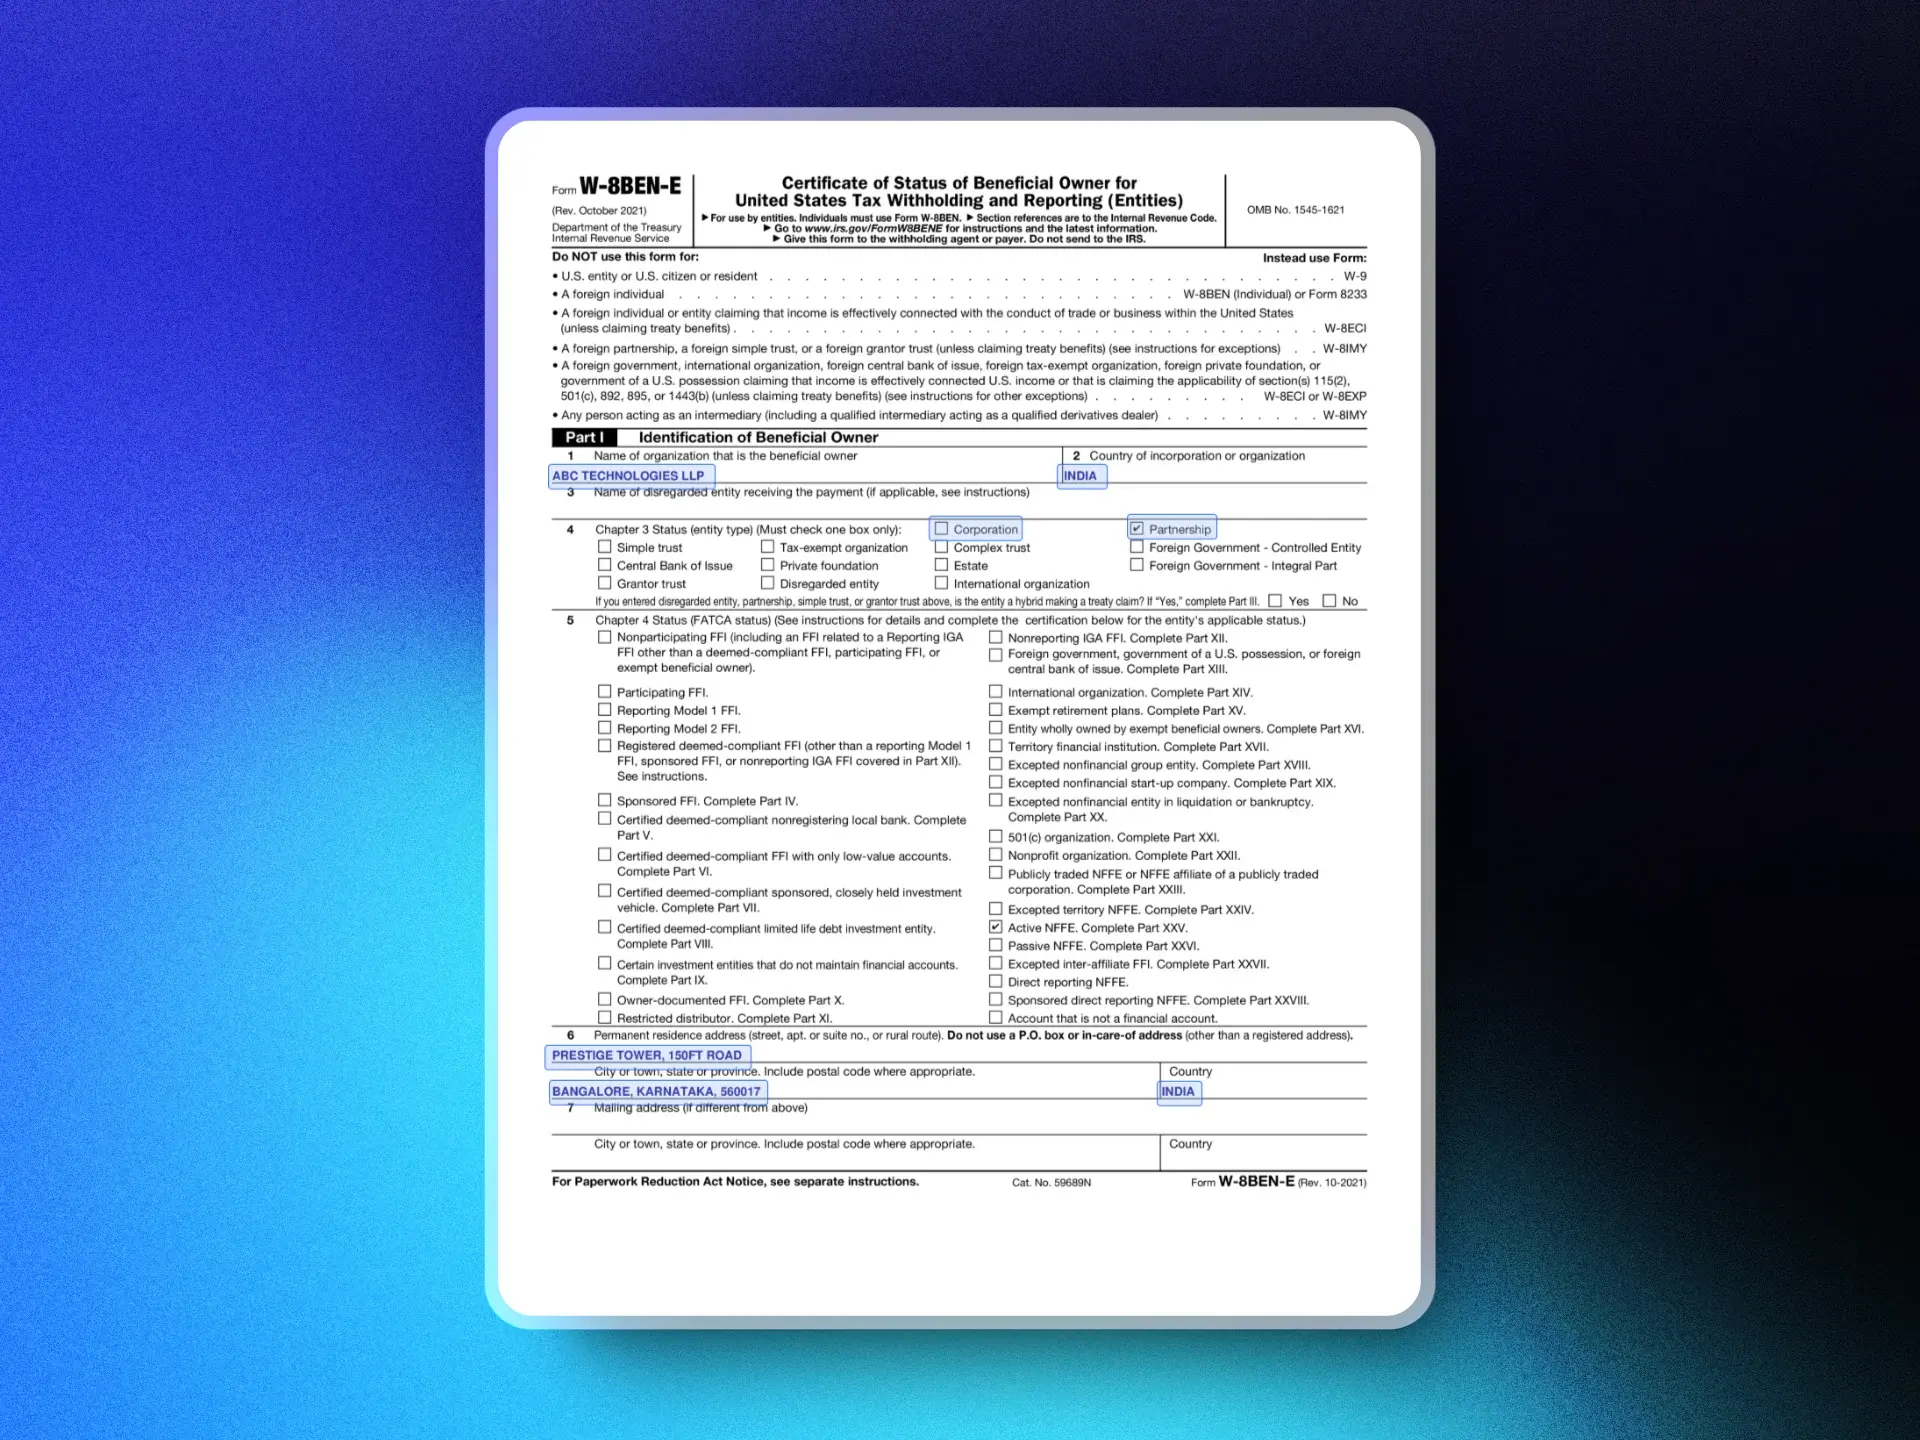 Form W-8BEN-E
(Rev. October 2021)
Department of the Treasury
Internal Revenue Service
Certificate of Status of Beneficial Owner for
United States Tax Withholding and Reporting (Entities)
▶ For use by entities. Individuals must use Form W-8BEN. ▶ Section references are to the Internal Revenue Code.
▶ Go to www.irs.gov/FormW8BENE for instructions and the latest information.
▶ Give this form to the withholding agent or payer. Do not send to the IRS.
OMB No. 1545-1621
Do NOT use this form for: Instead use Form:
• U.S. entity or U.S. citizen or resident . . . . . . . . . . W-9
• A foreign individual . . . . . . . . . . W-8BEN (Individual) or Form 8233
• A foreign individual or entity claiming that income is effectively connected with the conduct of trade or business within the United States
(unless claiming treaty benefits) . . . . . . . . . . W-8ECI
• A foreign partnership, a foreign simple trust, or a foreign grantor trust (unless claiming treaty benefits) (see instructions for exceptions) . . W-8IMY
• A foreign government, international organization, foreign central bank of issue, foreign tax-exempt organization, foreign private foundation, or
government of a U.S. possession claiming that income is effectively connected U.S. income or that is claiming the applicability of section(s) 115(2),
501(c), 892, 895, or 1443(b) (unless claiming treaty benefits) (see instructions for other exceptions) . . . . . . . . . W-8ECI or W-8EXP
• Any person acting as an intermediary (including a qualified intermediary acting as a qualified derivatives dealer) . . . . . . . . . W-8IMY
Part I Identification of Beneficial Owner
1 Name of organization that is the beneficial owner
ABC TECHNOLOGIES LLP
2 Country of incorporation or organization
INDIA
3 Name of disregarded entity receiving the payment (if applicable, see instructions)
4 Chapter 3 Status (entity type) (Must check one box only): ☐ Corporation ☑ Partnership
☐ Simple trust ☐ Tax-exempt organization ☐ Complex trust ☐ Foreign Government - Controlled Entity
☐ Central Bank of Issue ☐ Private foundation ☐ Estate ☐ Foreign Government - Integral Part
☐ Grantor trust ☐ Disregarded entity ☐ International organization
If you entered disregarded entity, partnership, simple trust, or grantor trust above, is the entity a hybrid making a treaty claim? If "Yes," complete Part III. ☐ Yes ☐ No
5 Chapter 4 Status (FATCA status) (See instructions for details and complete the certification below for the entity's applicable status.)
☐ Nonparticipating FFI (including an FFI related to a Reporting IGA
FFI other than a deemed-compliant FFI, participating FFI, or
exempt beneficial owner).
☐ Participating FFI.
☐ Reporting Model 1 FFI.
☐ Reporting Model 2 FFI.
☐ Registered deemed-compliant FFI (other than a reporting Model 1
FFI, sponsored FFI, or nonreporting IGA FFI covered in Part XII).
See instructions.
☐ Sponsored FFI. Complete Part IV.
☐ Certified deemed-compliant nonregistering local bank. Complete
Part V.
☐ Certified deemed-compliant FFI with only low-value accounts.
Complete Part VI.
☐ Certified deemed-compliant sponsored, closely held investment
vehicle. Complete Part VII.
☐ Certified deemed-compliant limited life debt investment entity.
Complete Part VIII.
☐ Certain investment entities that do not maintain financial accounts.
Complete Part IX.
☐ Owner-documented FFI. Complete Part X.
☐ Restricted distributor. Complete Part XI.
☐ Nonreporting IGA FFI. Complete Part XII.
☐ Foreign government, government of a U.S. possession, or foreign
central bank of issue. Complete Part XIII.
☐ International organization. Complete Part XIV.
☐ Exempt retirement plans. Complete Part XV.
☐ Entity wholly owned by exempt beneficial owners. Complete Part XVI.
☐ Territory financial institution. Complete Part XVII.
☐ Excepted nonfinancial group entity. Complete Part XVIII.
☐ Excepted nonfinancial start-up company. Complete Part XIX.
☐ Excepted nonfinancial entity in liquidation or bankruptcy.
Complete Part XX.
☐ 501(c) organization. Complete Part XXI.
☐ Nonprofit organization. Complete Part XXII.
☐ Publicly traded NFFE or NFFE affiliate of a publicly traded
corporation. Complete Part XXIII.
☐ Excepted territory NFFE. Complete Part XXIV.
☑ Active NFFE. Complete Part XXV.
☐ Passive NFFE. Complete Part XXVI.
☐ Excepted inter-affiliate FFI. Complete Part XXVII.
☐ Direct reporting NFFE.
☐ Sponsored direct reporting NFFE. Complete Part XXVIII.
☐ Account that is not a financial account.
6 Permanent residence address (street, apt. or suite no., or rural route). Do not use a P.O. box or in-care-of address (other than a registered address).
PRESTIGE TOWER, 150FT ROAD
City or town, state or province. Include postal code where appropriate. Country
BANGALORE, KARNATAKA, 560017 INDIA
7 Mailing address (if different from above)
City or town, state or province. Include postal code where appropriate. Country
For Paperwork Reduction Act Notice, see separate instructions. Cat. No. 59689N Form W-8BEN-E (Rev. 10-2021)